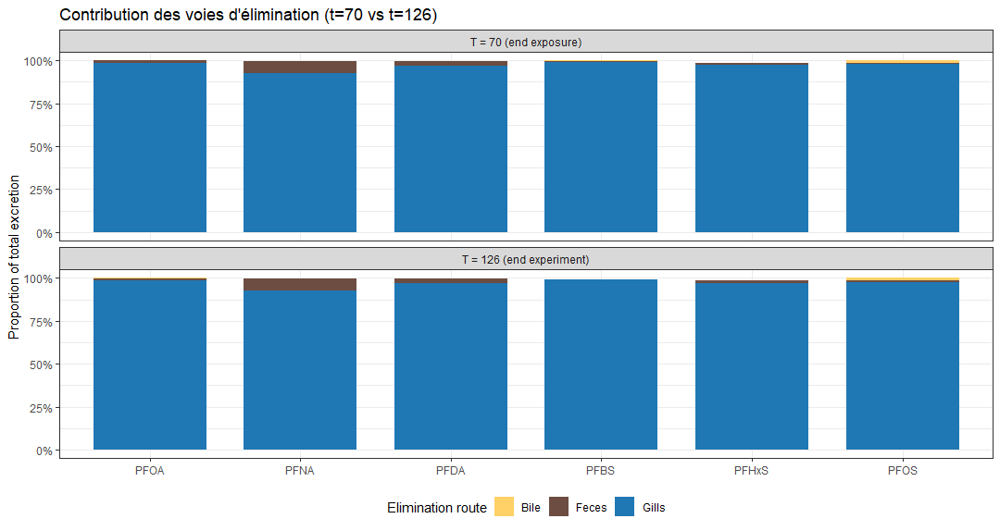 Contribution des voies d'élimination (t=70 vs t=126)
T = 70 (end exposure)
100%
75%
50%
25%
0%
Proportion of total excretion
T = 126 (end experiment)
100%
75%
50%
25%
0%
PFOA PFNA PFDA PFBS PFHxS PFOS
Elimination route Bile Feces Gills